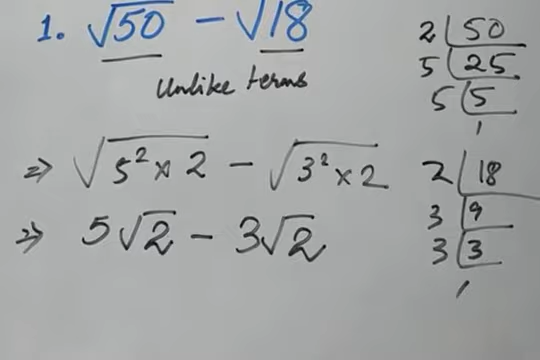 1. √50 − √18
Unlike terms
⇒ √5² × 2 − √3² × 2
⇒ 5√2 − 3√2
2 | 50
5 | 25
5 | 5
1
2 | 18
3 | 9
3 | 3
1